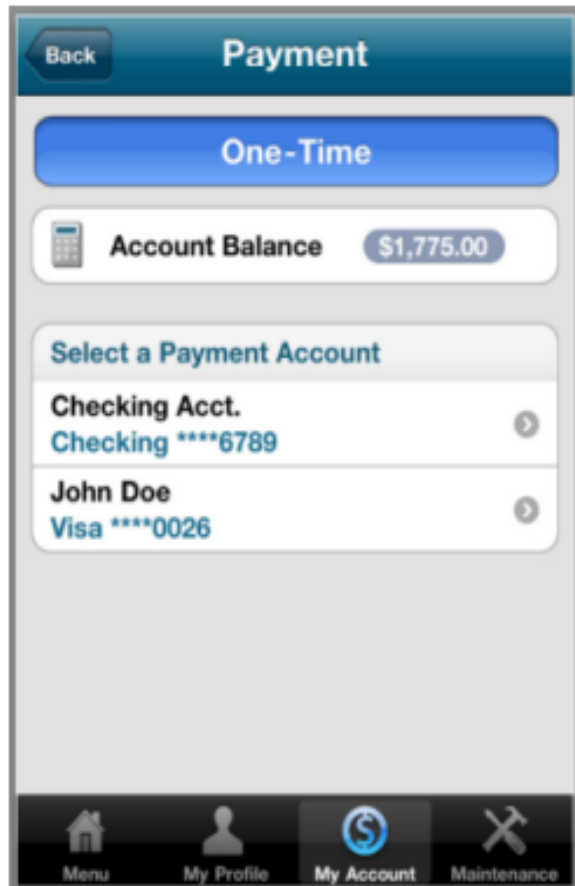 Back
Payment
One-Time
Account Balance $1,775.00
Select a Payment Account
Checking Acct.
Checking ****6789
John Doe
Visa ****0026
Menu My Profile My Account Maintenance